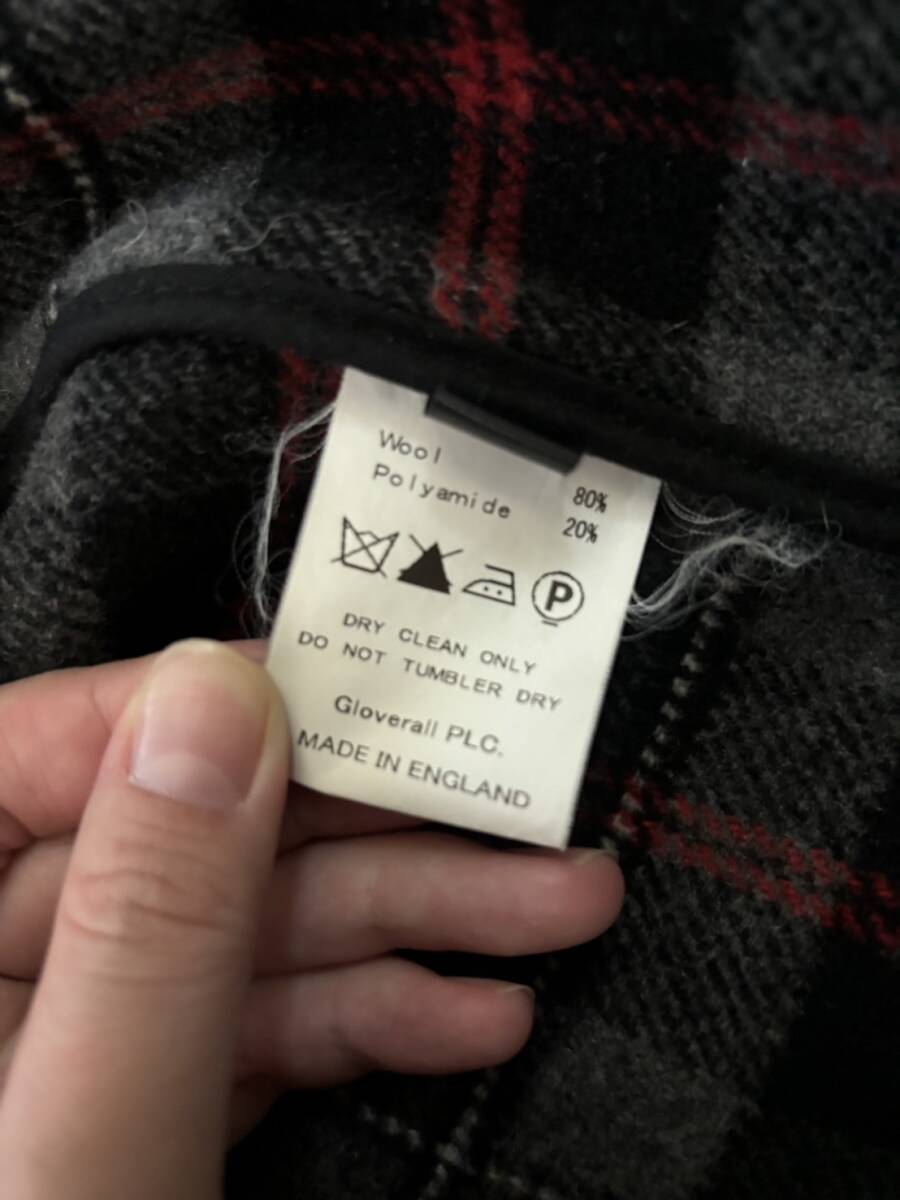 Wool 80%
Polyamide 20%
P
DRY CLEAN ONLY
DO NOT TUMBLER DRY
Gloverall PLC.
MADE IN ENGLAND